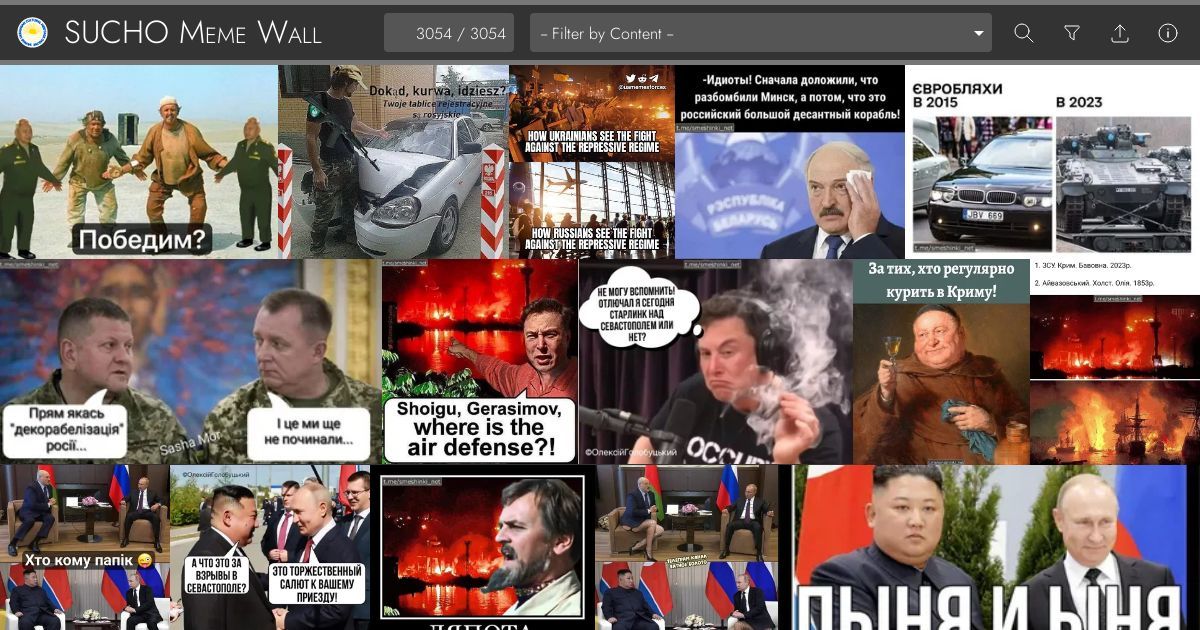 SUCHO MEME WALL
3054 / 3054
– Filter by Content –
Победим?
Dokąd, kurwa, idziesz?
Twoje tablice rejestracyjne
są rosyjskie
@uamemesforces
HOW UKRAINIANS SEE THE FIGHT
AGAINST THE REPRESSIVE REGIME
HOW RUSSIANS SEE THE FIGHT
AGAINST THE REPRESSIVE REGIME
-Идиоты! Сначала доложили, что
разбомбили Минск, а потом, что это
российский большой десантный корабль!
t.me/smeshinki_net
РЭСПУБЛІКА
БЕЛАРУСЬ
ЄВРОБЛЯХИ
В 2015
В 2023
JBV 669
t.me/smeshinki_net
t.me/smeshinki_net
Прям якась
"декорабелізація"
росії...
Sasha Mor
І це ми ще
не починали...
t.me/smeshinki_net
Shoigu, Gerasimov,
where is the
air defense?!
t.me/smeshinki_net
НЕ МОГУ ВСПОМНИТЬ!
ОТКЛЮЧАЛ Я СЕГОДНЯ
СТАРЛИНК НАД
СЕВАСТОПОЛЕМ ИЛИ
НЕТ?
OCCUP
©ОлексійГолобуцький
За тих, хто регулярно
курить в Криму!
t.me/smeshinki_net
1. ЗСУ. Крим. Бавовна. 2023р.
2. Айвазовський. Холст. Олія. 1853р.
t.me/smeshinki_net
Хто кому папік
©ОлексійГолобуцький
А ЧТО ЭТО ЗА
ВЗРЫВЫ В
СЕВАСТОПОЛЕ?
ЭТО ТОРЖЕСТВЕННЫЙ
САЛЮТ К ВАШЕМУ
ПРИЕЗДУ!
t.me/smeshinki_net
ЛЯПОТА
ПЫНЯ И ЫНЯ